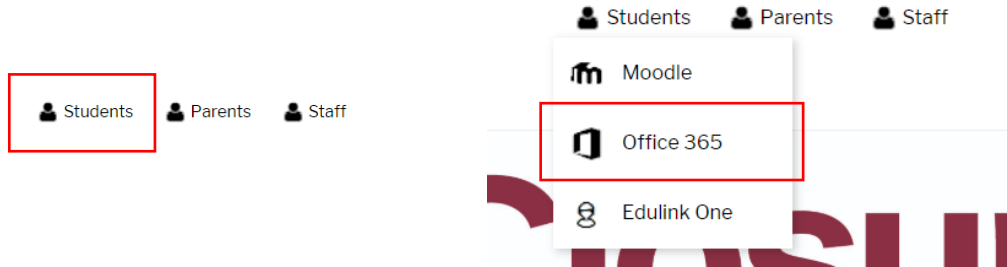 Students Parents Staff
Students Parents Staff
Moodle
Office 365
Edulink One